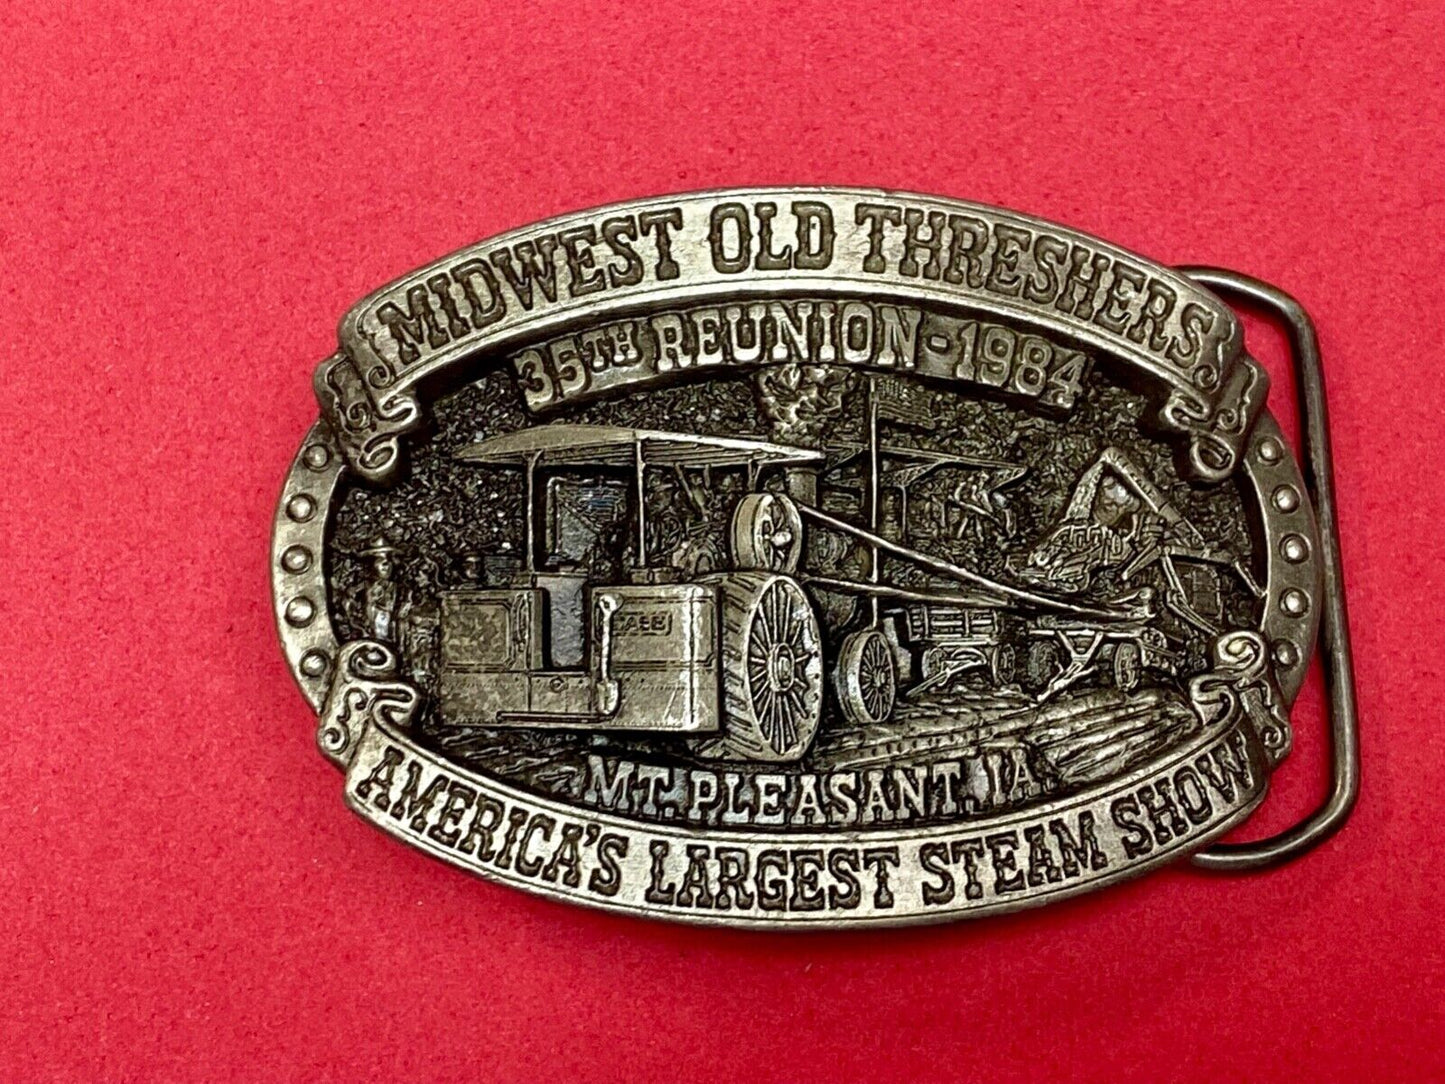 MIDWEST OLD THRESHERS
35TH REUNION - 1984
CASE
MT. PLEASANT, IA
AMERICA'S LARGEST STEAM SHOW